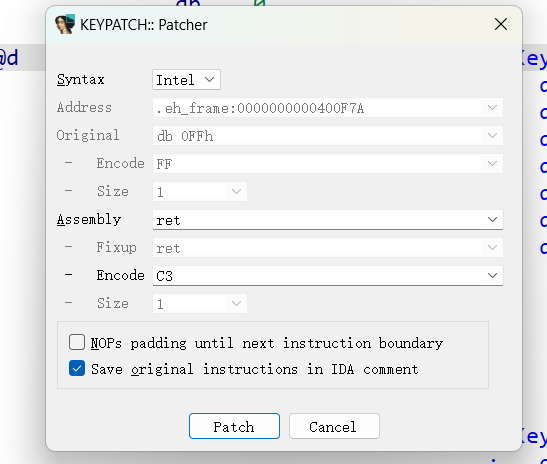 KEYPATCH:: Patcher
Syntax Intel
Address .eh_frame:0000000000400F7A
Original db 0FFh
- Encode FF
- Size 1
Assembly ret
- Fixup ret
- Encode C3
- Size 1
NOPs padding until next instruction boundary
Save original instructions in IDA comment
Patch Cancel